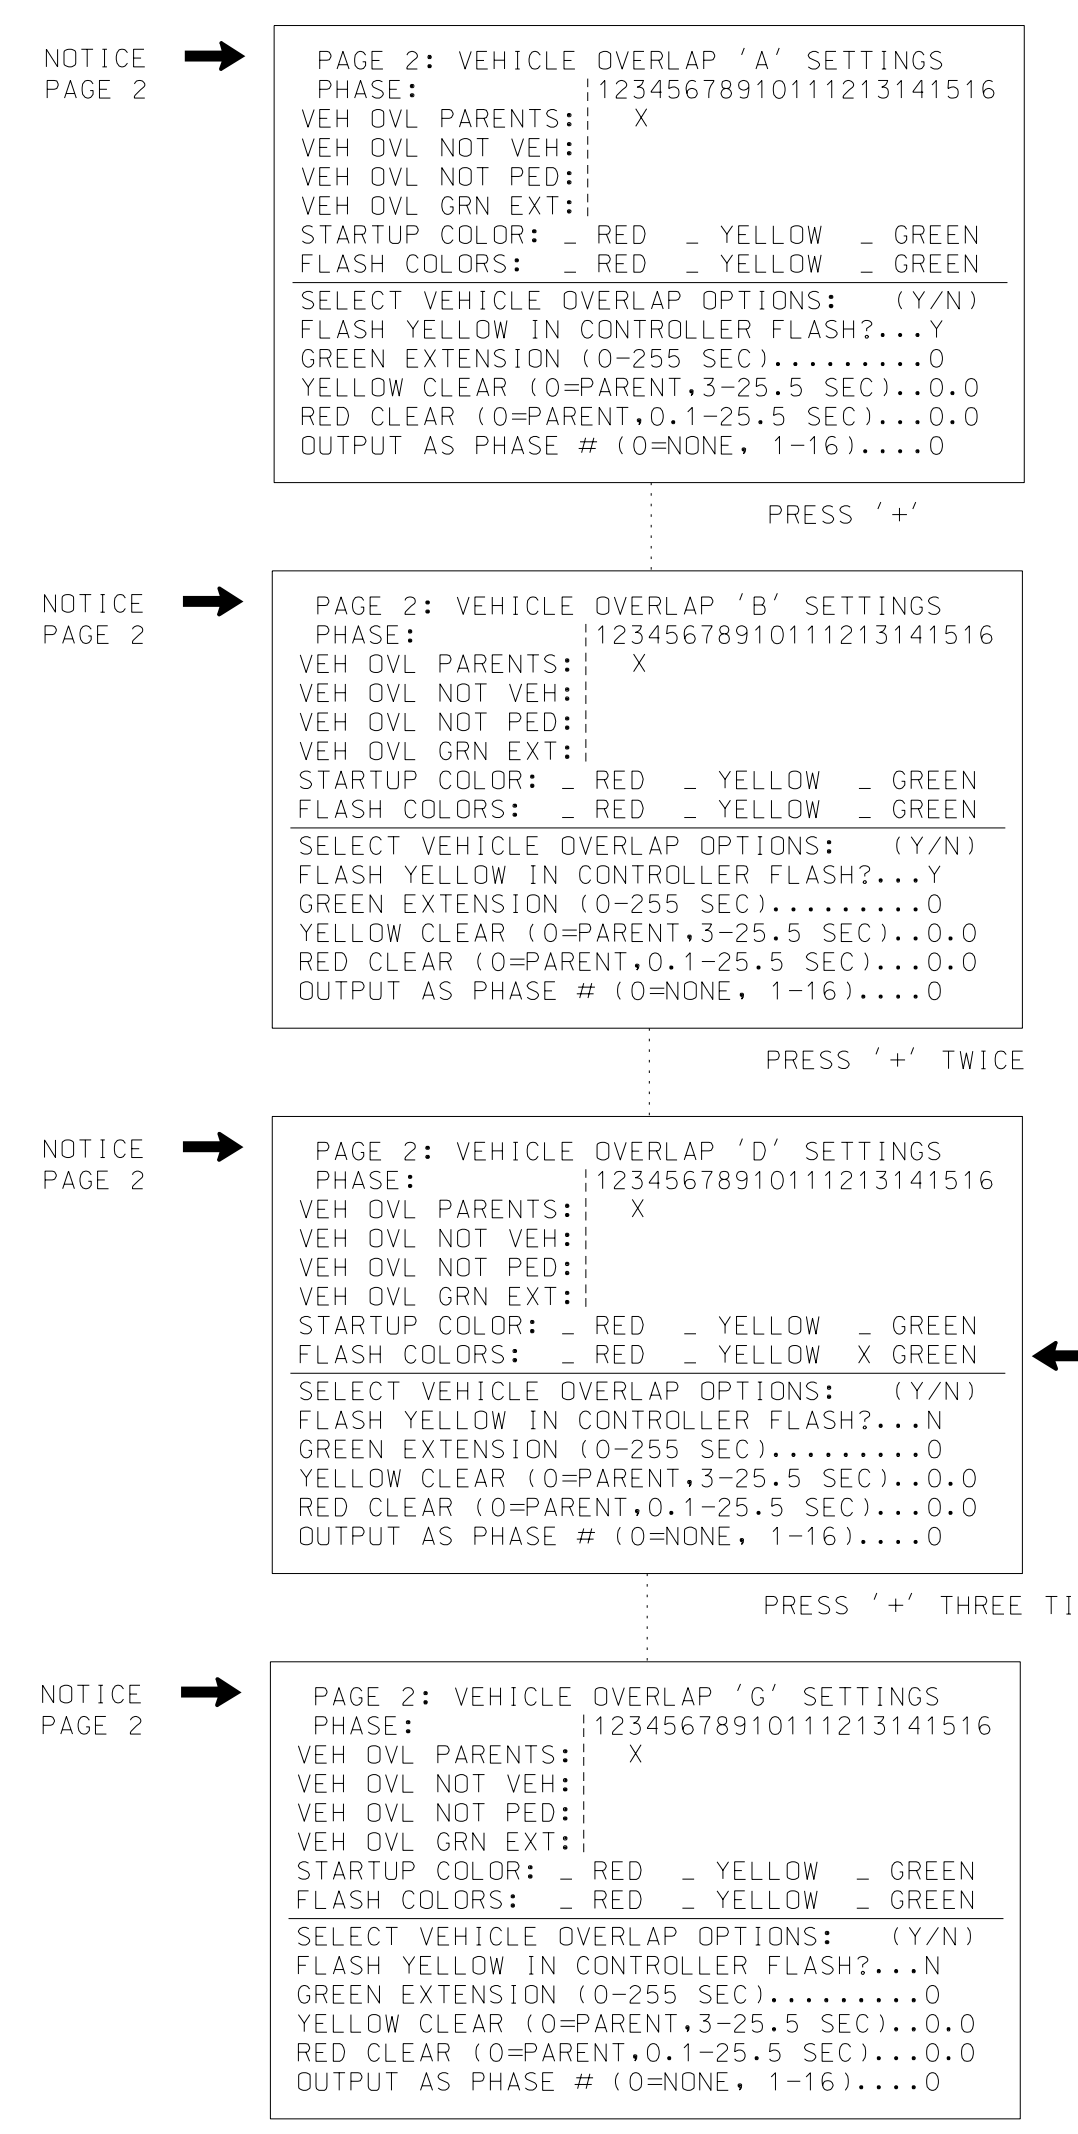 NOTICE
PAGE 2
PAGE 2: VEHICLE OVERLAP 'A' SETTINGS
PHASE: |12345678910111213141516
VEH OVL PARENTS:| X
VEH OVL NOT VEH:|
VEH OVL NOT PED:|
VEH OVL GRN EXT:|
STARTUP COLOR: _ RED _ YELLOW _ GREEN
FLASH COLORS: _ RED _ YELLOW _ GREEN
SELECT VEHICLE OVERLAP OPTIONS: (Y/N)
FLASH YELLOW IN CONTROLLER FLASH?...Y
GREEN EXTENSION (0-255 SEC).........0
YELLOW CLEAR (0=PARENT,3-25.5 SEC)..0.0
RED CLEAR (0=PARENT,0.1-25.5 SEC)...0.0
OUTPUT AS PHASE # (0=NONE, 1-16)....0
PRESS '+'
NOTICE
PAGE 2
PAGE 2: VEHICLE OVERLAP 'B' SETTINGS
PHASE: |12345678910111213141516
VEH OVL PARENTS:| X
VEH OVL NOT VEH:|
VEH OVL NOT PED:|
VEH OVL GRN EXT:|
STARTUP COLOR: _ RED _ YELLOW _ GREEN
FLASH COLORS: _ RED _ YELLOW _ GREEN
SELECT VEHICLE OVERLAP OPTIONS: (Y/N)
FLASH YELLOW IN CONTROLLER FLASH?...Y
GREEN EXTENSION (0-255 SEC).........0
YELLOW CLEAR (0=PARENT,3-25.5 SEC)..0.0
RED CLEAR (0=PARENT,0.1-25.5 SEC)...0.0
OUTPUT AS PHASE # (0=NONE, 1-16)....0
PRESS '+' TWICE
NOTICE
PAGE 2
PAGE 2: VEHICLE OVERLAP 'D' SETTINGS
PHASE: |12345678910111213141516
VEH OVL PARENTS:| X
VEH OVL NOT VEH:|
VEH OVL NOT PED:|
VEH OVL GRN EXT:|
STARTUP COLOR: _ RED _ YELLOW _ GREEN
FLASH COLORS: _ RED _ YELLOW X GREEN
SELECT VEHICLE OVERLAP OPTIONS: (Y/N)
FLASH YELLOW IN CONTROLLER FLASH?...N
GREEN EXTENSION (0-255 SEC).........0
YELLOW CLEAR (0=PARENT,3-25.5 SEC)..0.0
RED CLEAR (0=PARENT,0.1-25.5 SEC)...0.0
OUTPUT AS PHASE # (0=NONE, 1-16)....0
PRESS '+' THREE TI
NOTICE
PAGE 2
PAGE 2: VEHICLE OVERLAP 'G' SETTINGS
PHASE: |12345678910111213141516
VEH OVL PARENTS:| X
VEH OVL NOT VEH:|
VEH OVL NOT PED:|
VEH OVL GRN EXT:|
STARTUP COLOR: _ RED _ YELLOW _ GREEN
FLASH COLORS: _ RED _ YELLOW _ GREEN
SELECT VEHICLE OVERLAP OPTIONS: (Y/N)
FLASH YELLOW IN CONTROLLER FLASH?...N
GREEN EXTENSION (0-255 SEC).........0
YELLOW CLEAR (0=PARENT,3-25.5 SEC)..0.0
RED CLEAR (0=PARENT,0.1-25.5 SEC)...0.0
OUTPUT AS PHASE # (0=NONE, 1-16)....0